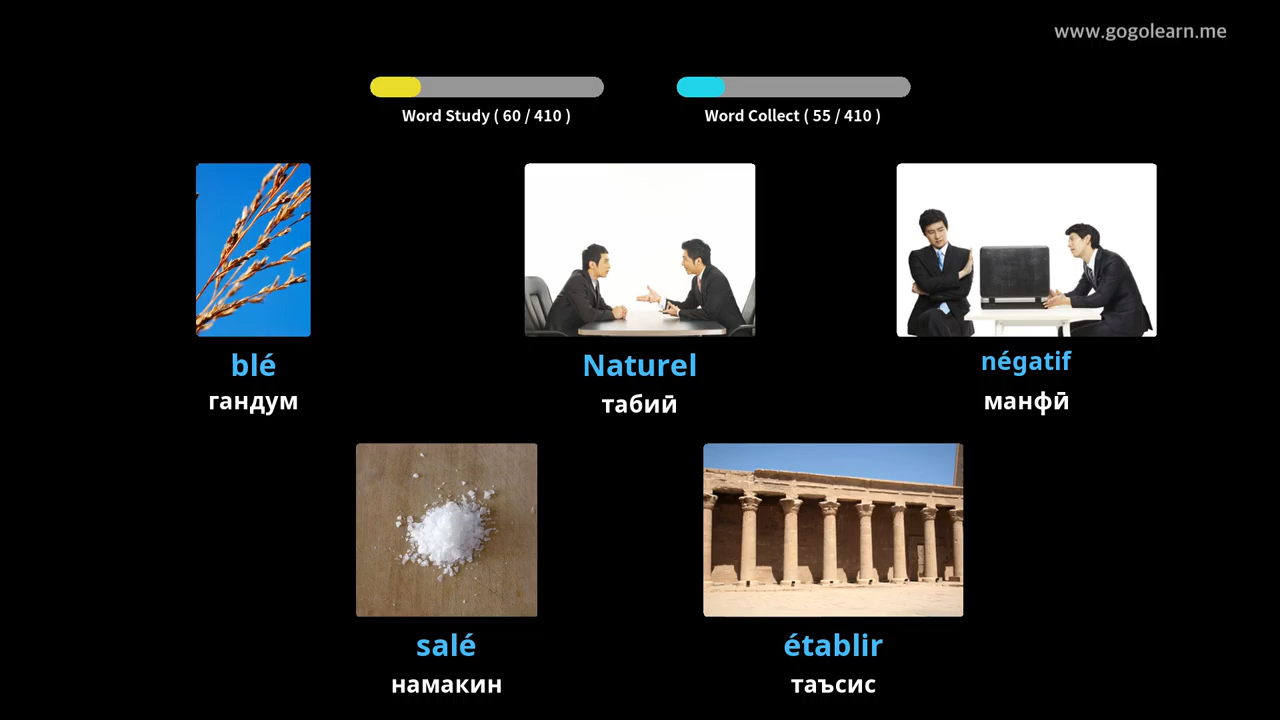 www.gogolearn.me
Word Study ( 60 / 410 )
Word Collect ( 55 / 410 )
blé
гандум
Naturel
табиӣ
négatif
манфӣ
salé
намакин
établir
таъсис